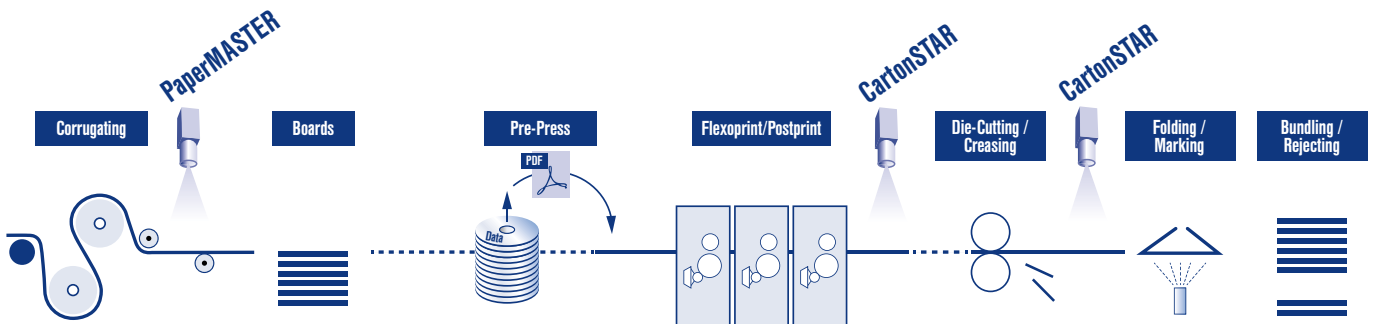 PaperMASTER
CartonSTAR
CartonSTAR
Corrugating
Boards
Pre-Press
Flexoprint/Postprint
Die-Cutting /
Creasing
Folding /
Marking
Bundling /
Rejecting
PDF
Data